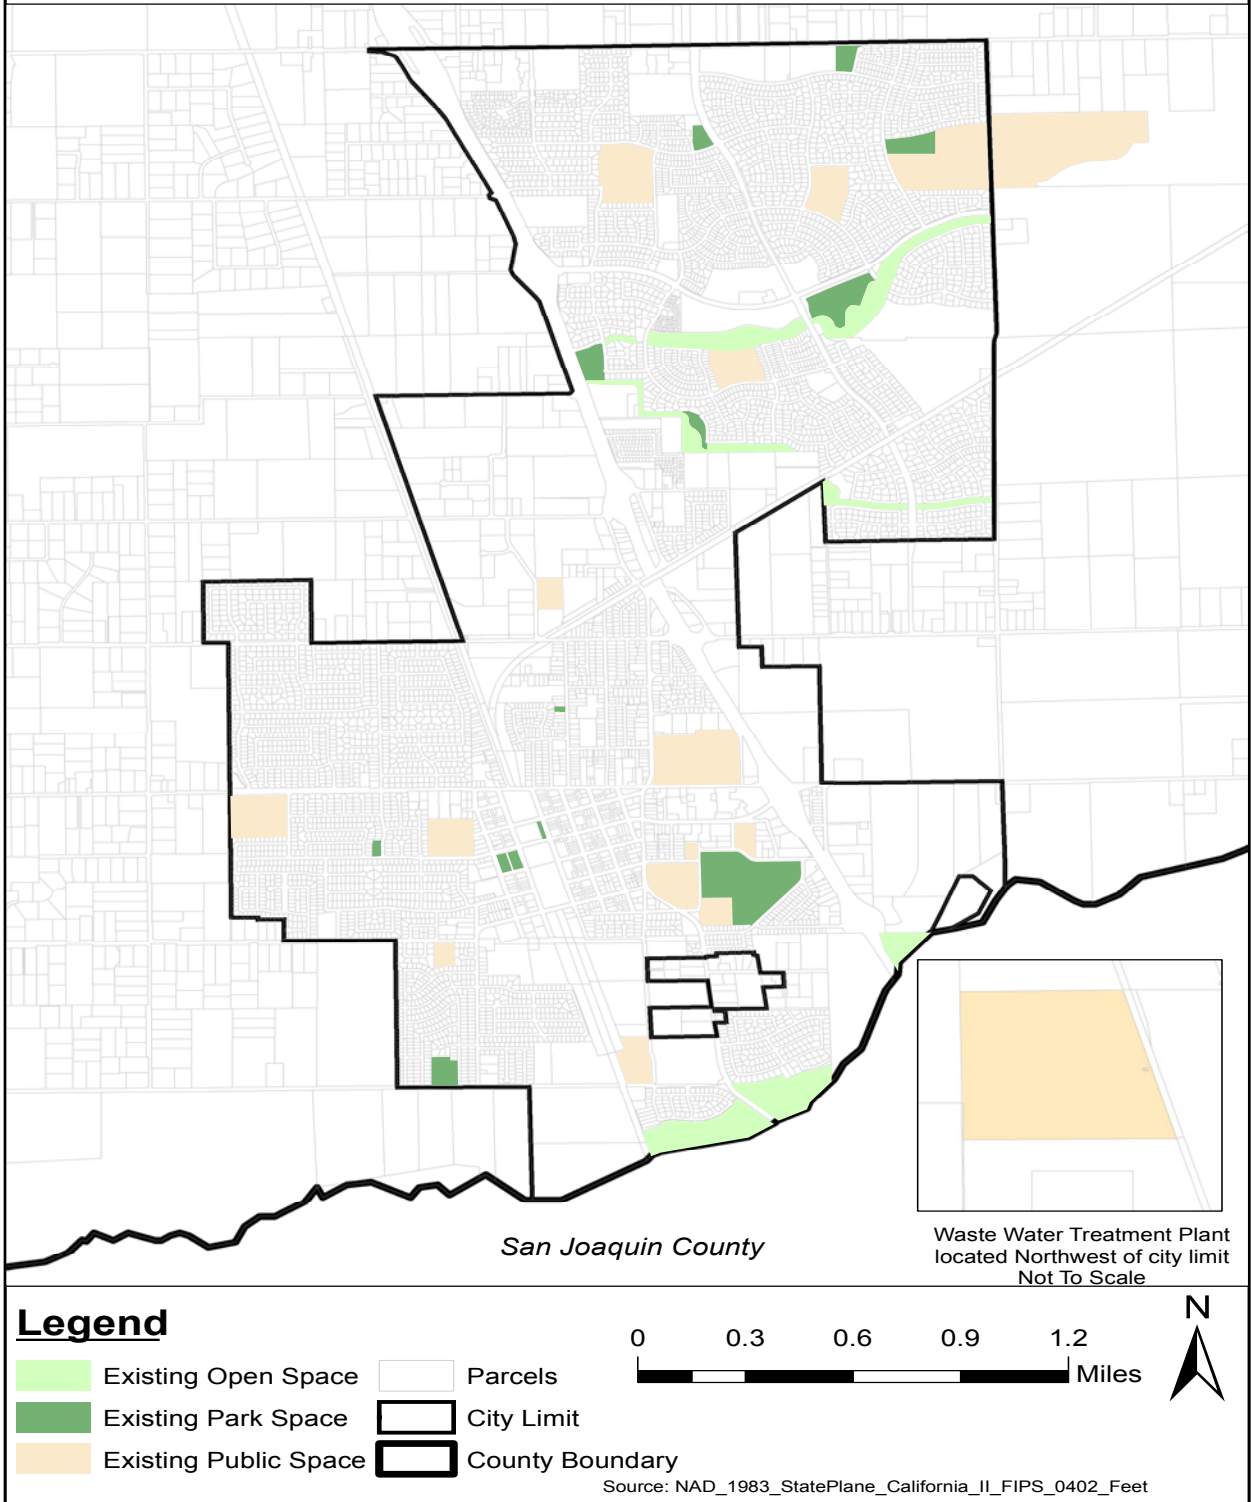 San Joaquin County
Waste Water Treatment Plant
located Northwest of city limit
Not To Scale
Legend
Existing Open Space
Existing Park Space
Existing Public Space
Parcels
City Limit
County Boundary
0 0.3 0.6 0.9 1.2
Miles
N
Source: NAD_1983_StatePlane_California_II_FIPS_0402_Feet